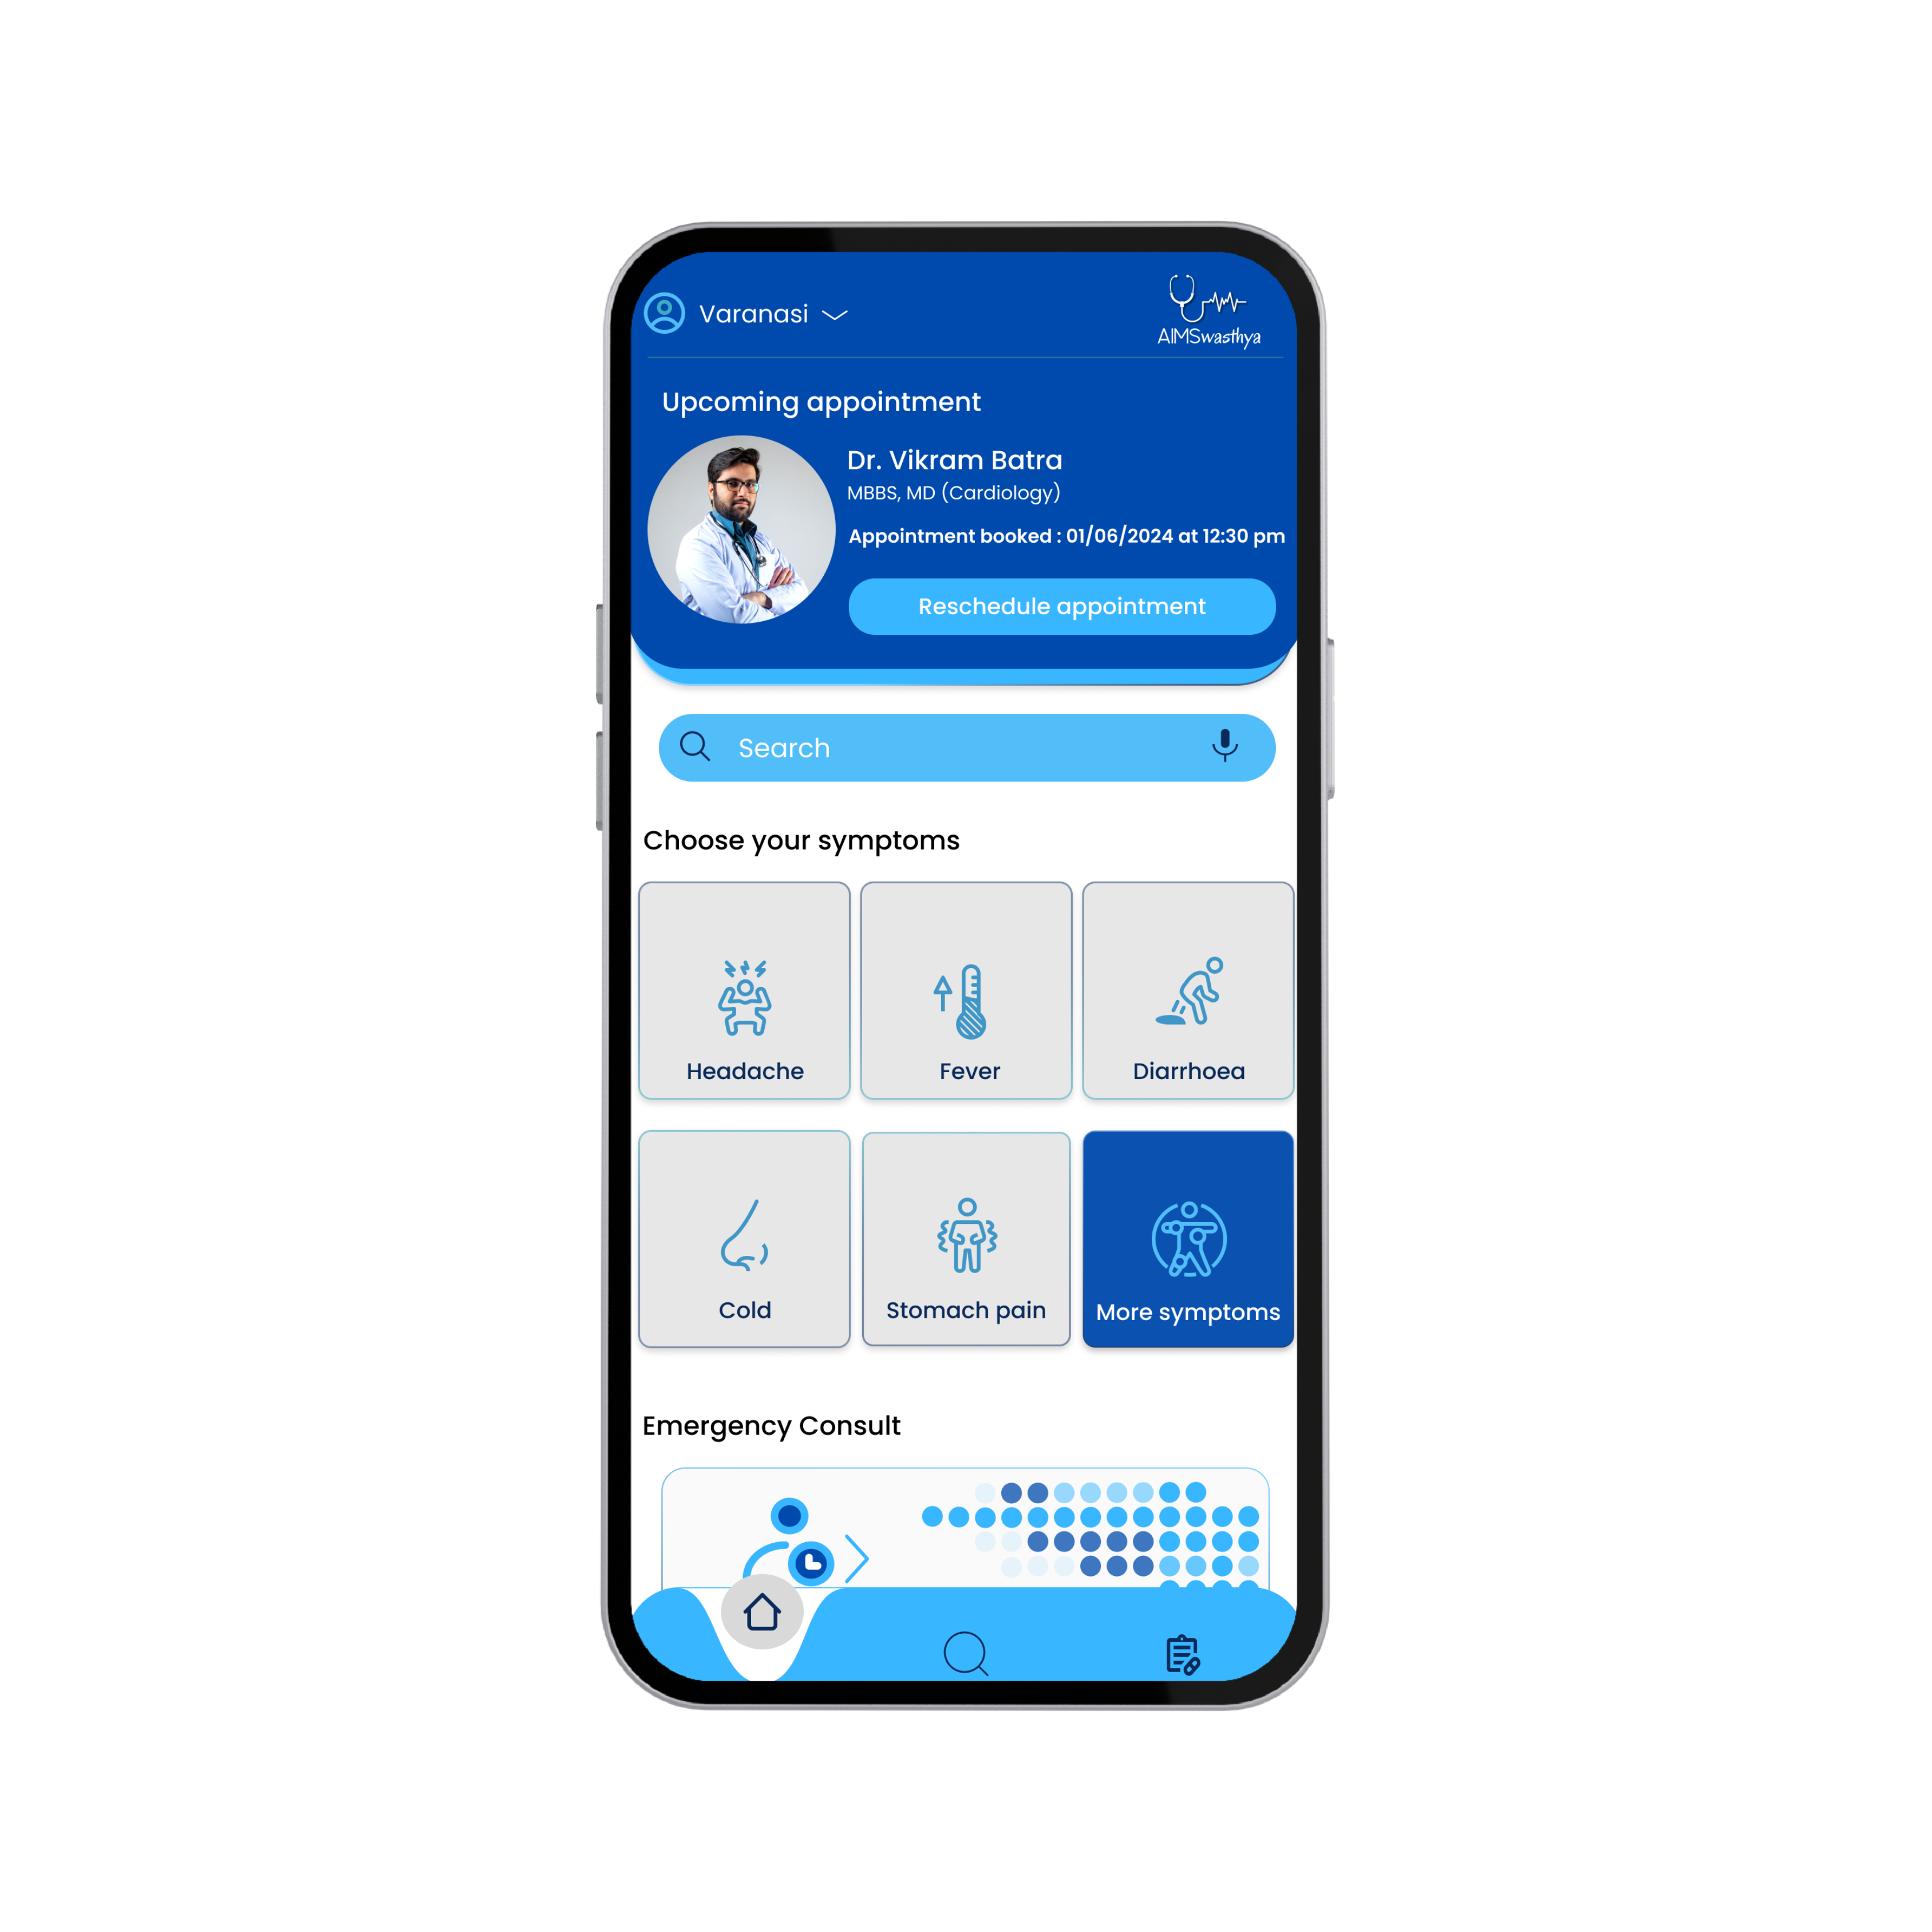 Varanasi
AIMSwasthya
Upcoming appointment
Dr. Vikram Batra
MBBS, MD (Cardiology)
Appointment booked : 01/06/2024 at 12:30 pm
Reschedule appointment
Search
Choose your symptoms
Headache
Fever
Diarrhoea
Cold
Stomach pain
More symptoms
Emergency Consult